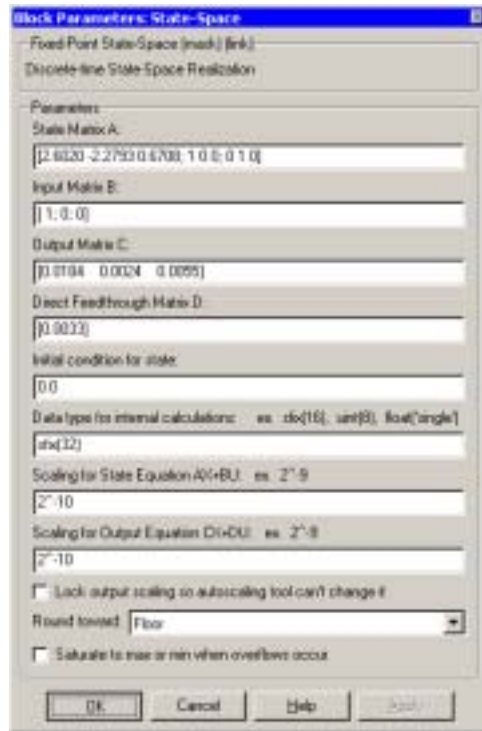 Block Parameters: State-Space
Fixed-Point State-Space (mask) (link)
Discrete-time State-Space Realization
Parameters
State Matrix A:
[2.6020 -2.2793 0.6708; 1 0 0; 0 1 0]
Input Matrix B:
[ 1; 0; 0]
Output Matrix C:
[0.0184 0.0024 0.0055]
Direct Feedthrough Matrix D:
[0.0033]
Initial condition for state:
0.0
Data type for internal calculations: ex. sfix(16), uint(8), float('single')
sfix(32)
Scaling for State Equation AX+BU: ex. 2^-9
2^-10
Scaling for Output Equation CX+DU: ex. 2^-9
2^-10
Lock output scaling so autoscaling tool can't change it
Round toward: Floor
Saturate to max or min when overflows occur
OK Cancel Help Apply